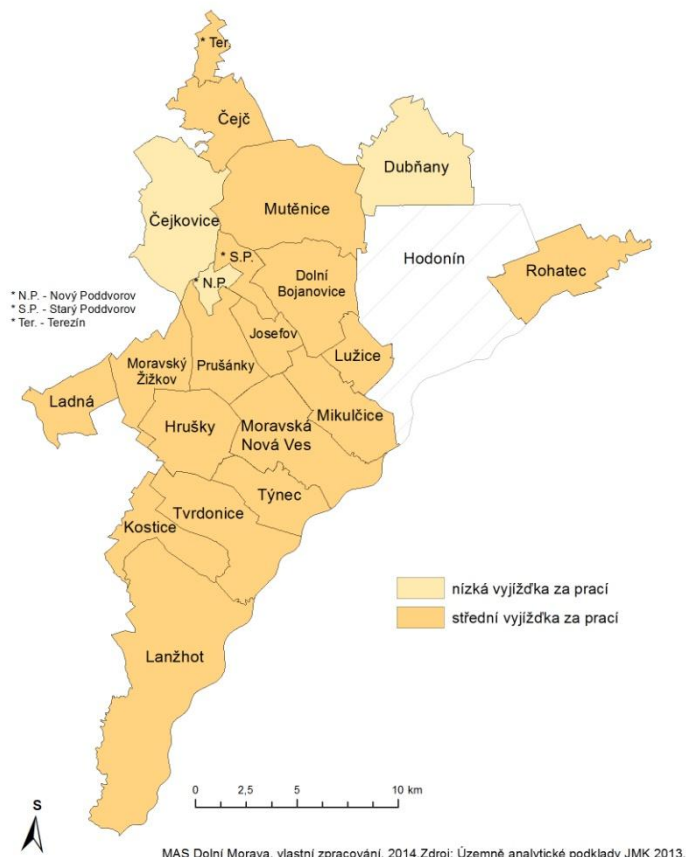 * Ter.
Čejč
Dubňany
Čejkovice
Mutěnice
Hodonín
* S.P.
Rohatec
* N.P.
Dolní
Bojanovice
* N.P. - Nový Poddvorov
* S.P. - Starý Poddvorov
* Ter. - Terezín
Josefov
Lužice
Moravský
Žižkov
Prušánky
Ladná
Mikulčice
Hrušky
Moravská
Nová Ves
Týnec
Tvrdonice
Kostice
nízká vyjížďka za prací
střední vyjížďka za prací
Lanžhot
0 2,5 5 10 km
S
MAS Dolní Morava, vlastní zpracování, 2014.Zdroj: Územně analytické podklady JMK 2013.